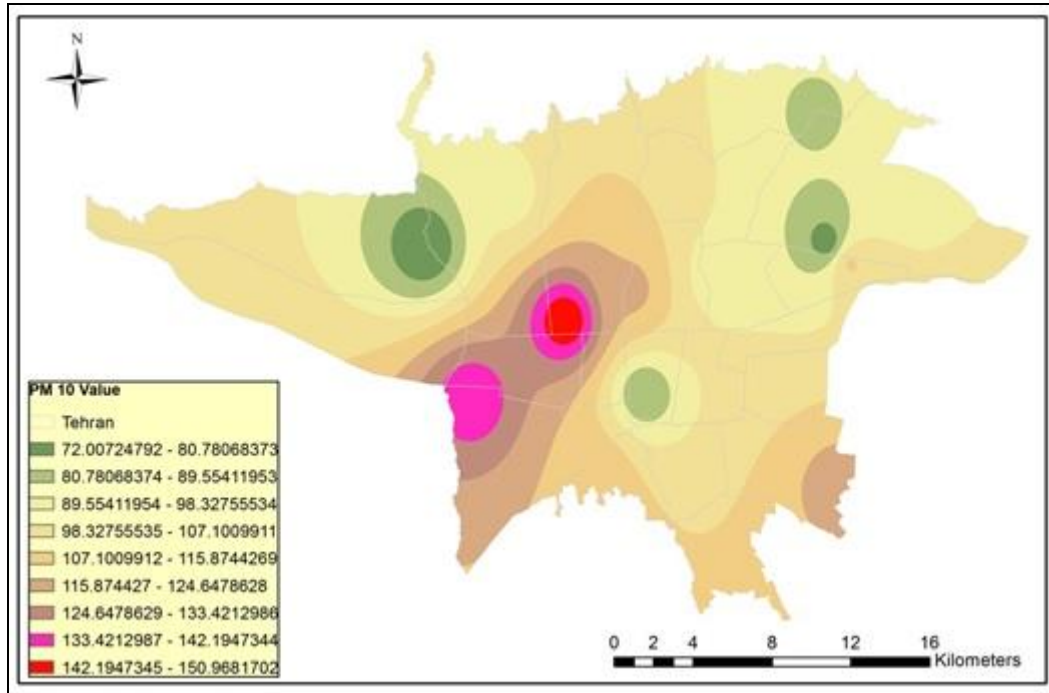 N
PM 10 Value
Tehran
72.00724792 - 80.78068373
80.78068374 - 89.55411953
89.55411954 - 98.32755534
98.32755535 - 107.1009911
107.1009912 - 115.8744269
115.874427 - 124.6478628
124.6478629 - 133.4212986
133.4212987 - 142.1947344
142.1947345 - 150.9681702
0 2 4 8 12 16
Kilometers